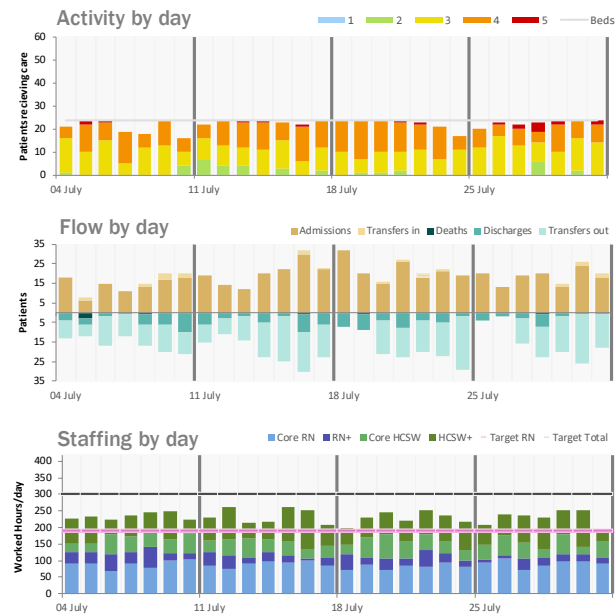 Activity by day
1 2 3 4 5 Beds
60
50
40
30
20
10
0
Patients recieving care
04 July 11 July 18 July 25 July
Flow by day
Admissions Transfers in Deaths Discharges Transfers out
35
25
15
5
5
15
25
35
Patients
04 July 11 July 18 July 25 July
Staffing by day
Core RN RN+ Core HCSW HCSW+ Target RN Target Total
400
350
300
250
200
150
100
50
0
Worked Hours/day
04 July 11 July 18 July 25 July